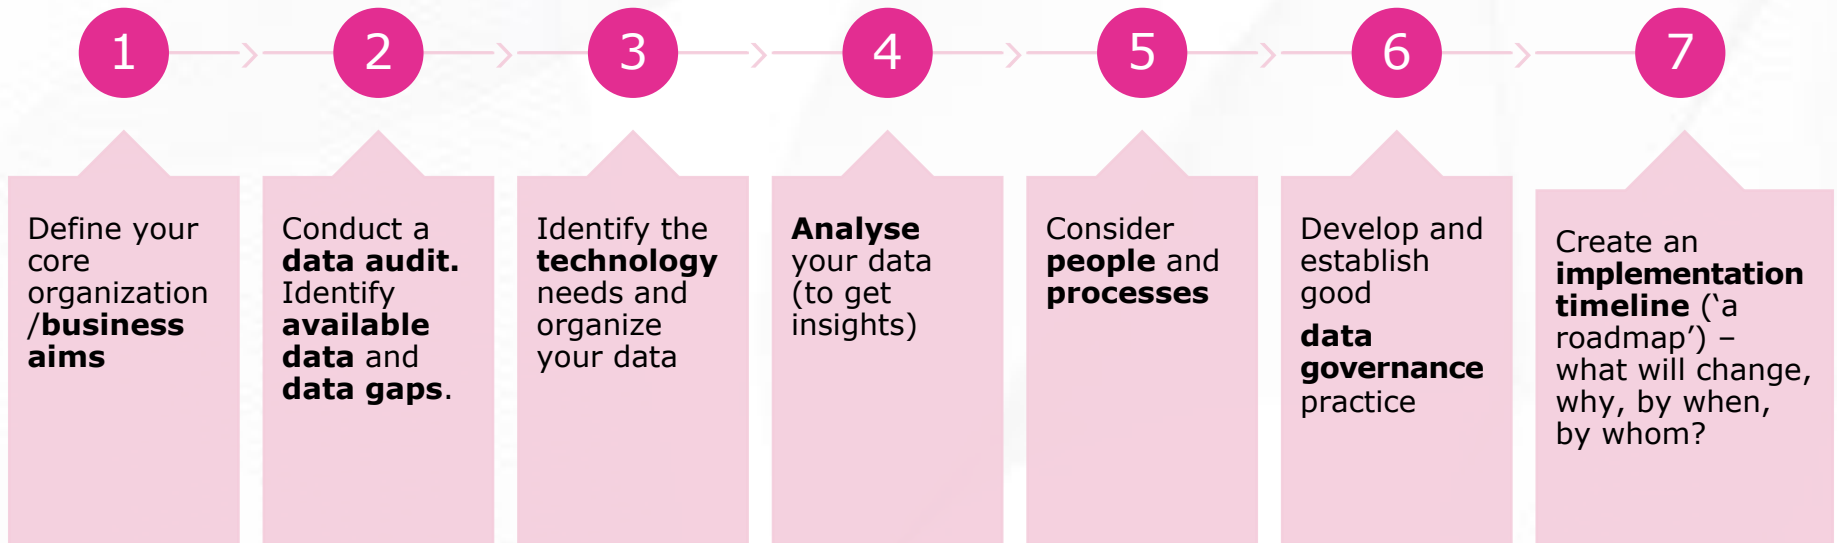 1
2
3
4
5
6
7
Define your
core
organization
/business
aims
Conduct a
data audit.
Identify
available
data and
data gaps.
Identify the
technology
needs and
organize
your data
Analyse
your data
(to get
insights)
Consider
people and
processes
Develop and
establish
good
data
governance
practice
Create an
implementation
timeline (‘a
roadmap’) –
what will change,
why, by when,
by whom?